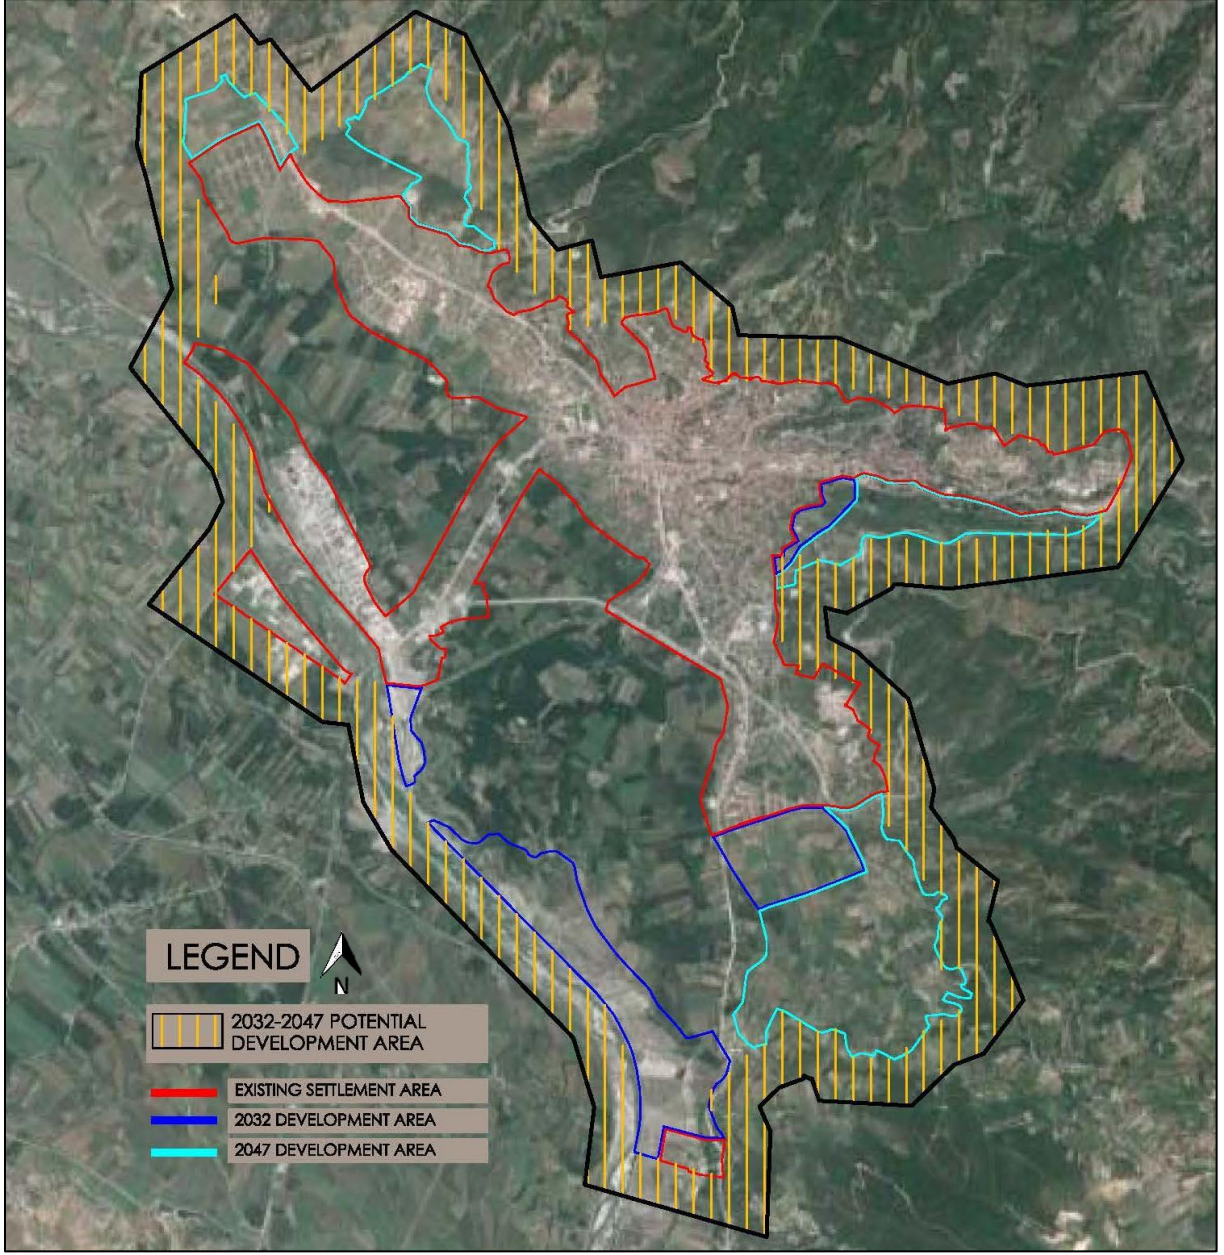 LEGEND
N
2032-2047 POTENTIAL
DEVELOPMENT AREA
EXISTING SETTLEMENT AREA
2032 DEVELOPMENT AREA
2047 DEVELOPMENT AREA